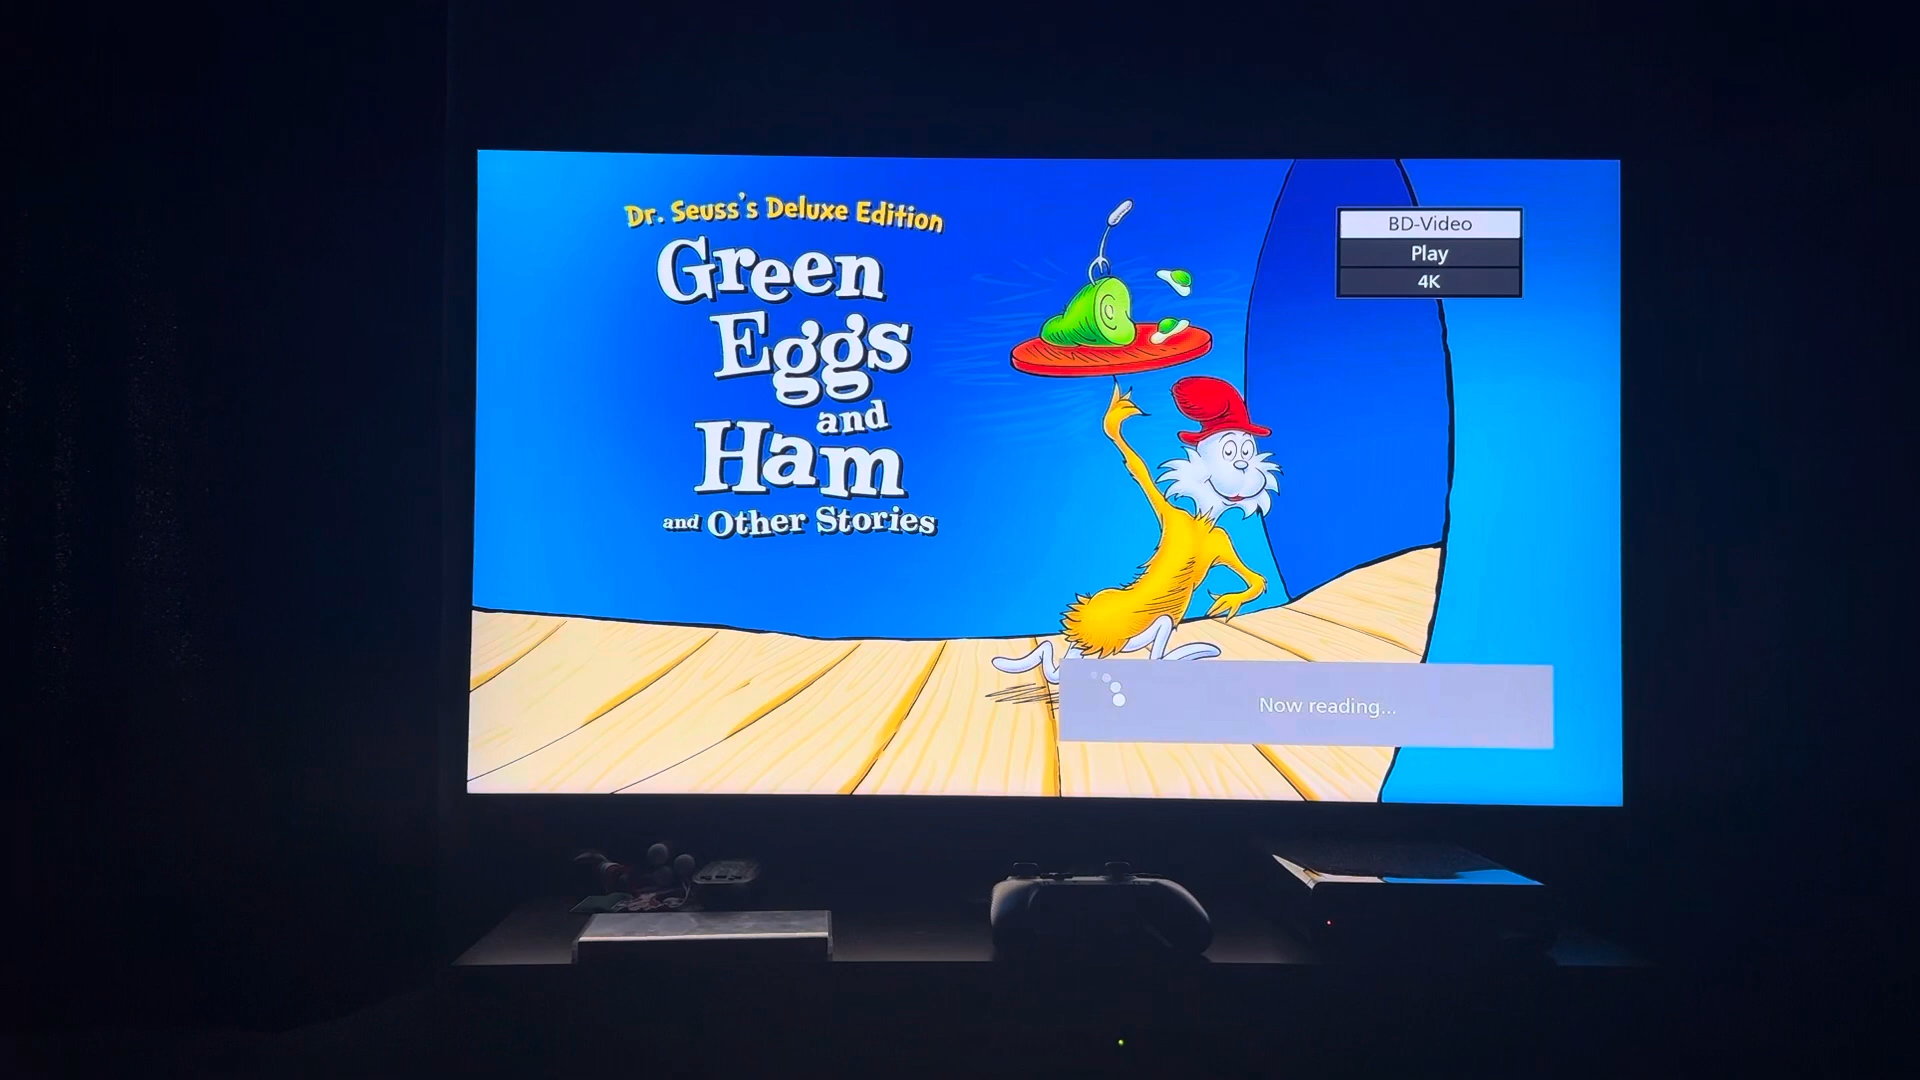 Dr. Seuss's Deluxe Edition
Green
Eggs
and
Ham
and Other Stories
BD-Video
Play
4K
Now reading...